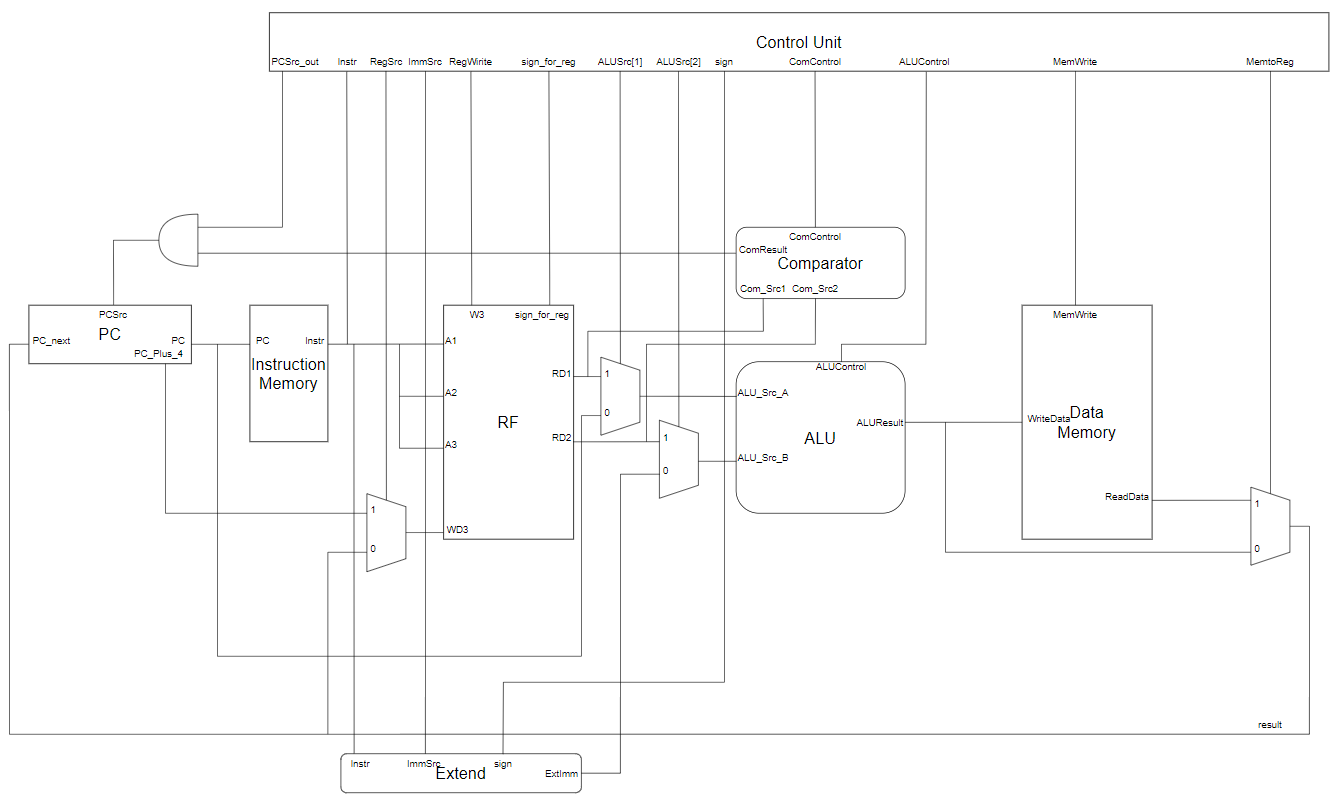 Control Unit
PCSrc_out Instr RegSrc ImmSrc RegWirite sign_for_reg ALUSrc[1] ALUSrc[2] sign ComControl ALUControl MemWrite MemtoReg
ComControl
ComResult
Comparator
Com_Src1 Com_Src2
PCSrc
PC
PC_next
PC
PC_Plus_4
PC Instr
Instruction
Memory
W3 sign_for_reg
A1
RD1
A2
RF
RD2
A3
WD3
1
0
1
0
1
0
ALUControl
ALU_Src_A
ALUResult
ALU
ALU_Src_B
MemWrite
WriteData
Data
Memory
ReadData
1
0
result
Instr ImmSrc sign
Extend
ExtImm